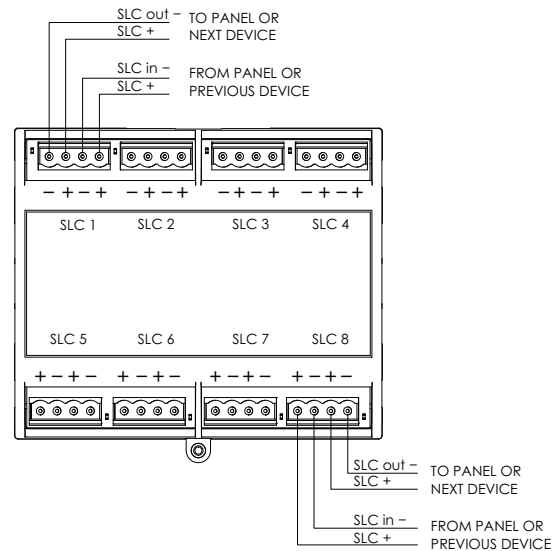 SLC out − TO PANEL OR
SLC + NEXT DEVICE
SLC in − FROM PANEL OR
SLC + PREVIOUS DEVICE
− + − + − + − + − + − + − + − +
SLC 1 SLC 2 SLC 3 SLC 4
SLC 5 SLC 6 SLC 7 SLC 8
+ − + − + − + − + − + − + − + −
SLC out − TO PANEL OR
SLC + NEXT DEVICE
SLC in − FROM PANEL OR
SLC + PREVIOUS DEVICE